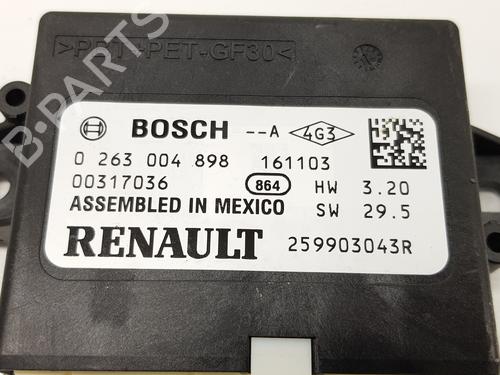 >PBT+PET-GF30<
B-PARTS
BOSCH --A 4G3
0 263 004 898 161103
00317036 864 HW 3.20
ASSEMBLED IN MEXICO SW 29.5
RENAULT 259903043R